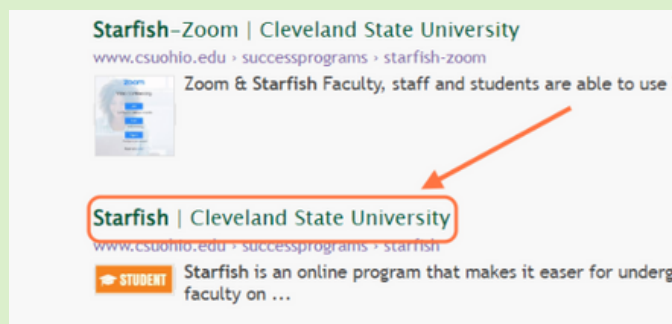 Starfish-Zoom | Cleveland State University
www.csuohio.edu › successprograms › starfish-zoom
Zoom & Starfish Faculty, staff and students are able to use
zoom
Starfish | Cleveland State University
www.csuohio.edu › successprograms › starfish
STUDENT
Starfish is an online program that makes it easer for underg
faculty on ...